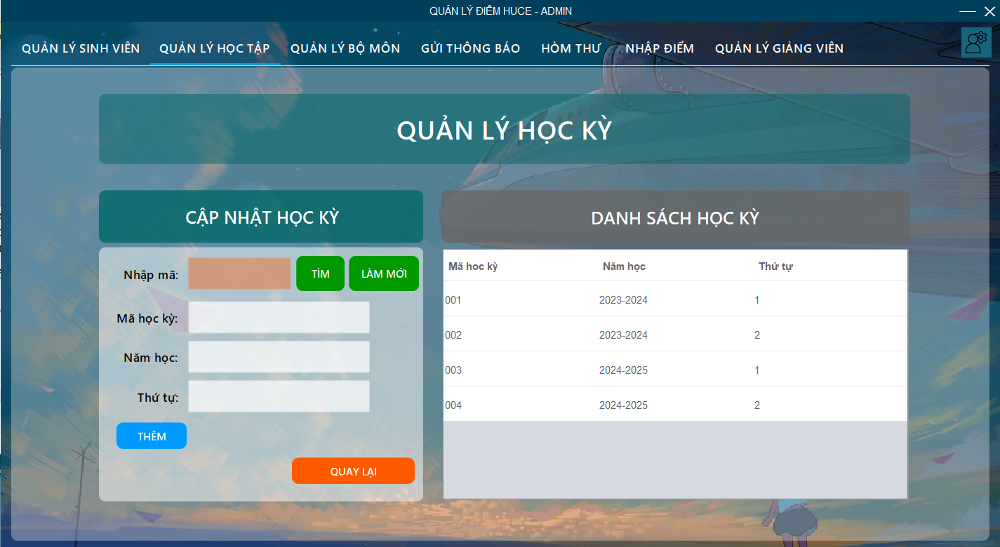 QUẢN LÝ ĐIỂM HUCE - ADMIN
QUẢN LÝ SINH VIÊN QUẢN LÝ HỌC TẬP QUẢN LÝ BỘ MÔN GỬI THÔNG BÁO HÒM THƯ NHẬP ĐIỂM QUẢN LÝ GIẢNG VIÊN
QUẢN LÝ HỌC KỲ
CẬP NHẬT HỌC KỲ
Nhập mã: TÌM LÀM MỚI
Mã học kỳ:
Năm học:
Thứ tự:
THÊM
QUAY LẠI
DANH SÁCH HỌC KỲ
Mã hoc kỳ Năm học Thứ tự
001 2023-2024 1
002 2023-2024 2
003 2024-2025 1
004 2024-2025 2